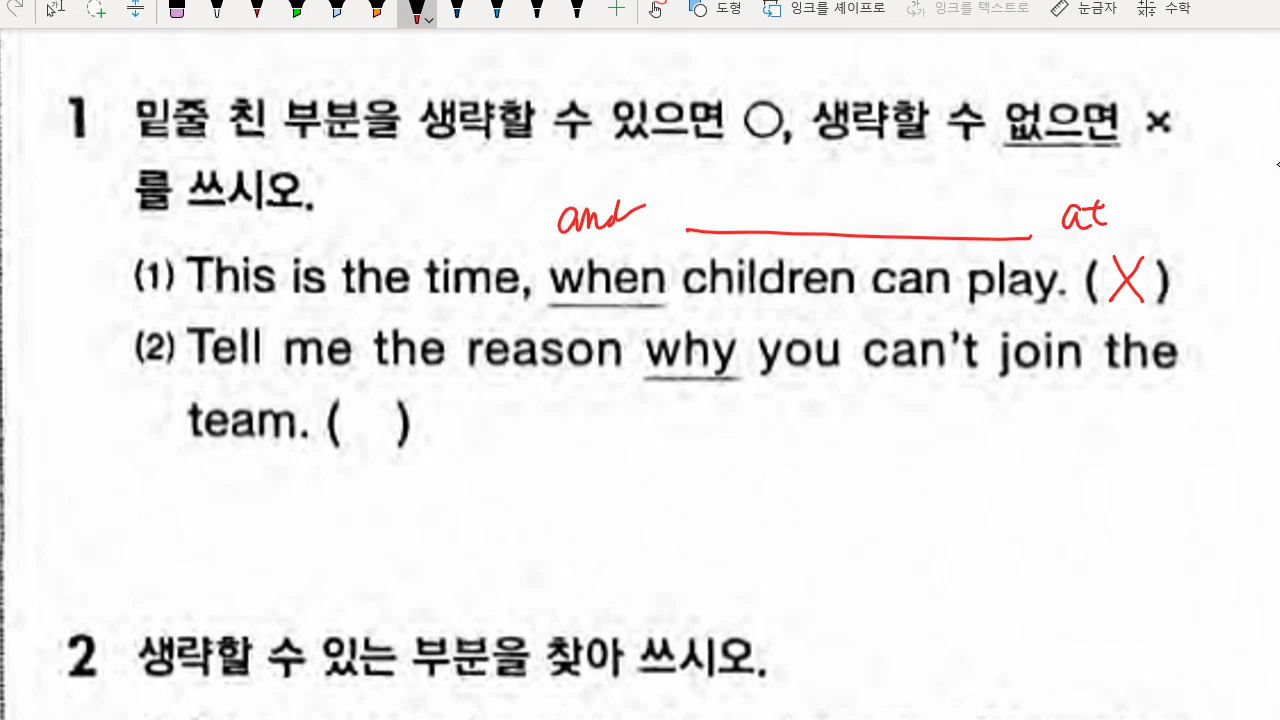 도형 잉크를 셰이프로 잉크를 텍스트로 눈금자 수학
1 밑줄 친 부분을 생략할 수 있으면 ○, 생략할 수 없으면 ×
를 쓰시오.
and at
(1) This is the time, when children can play. ( X )
(2) Tell me the reason why you can't join the
team. ( )
2 생략할 수 있는 부분을 찾아 쓰시오.